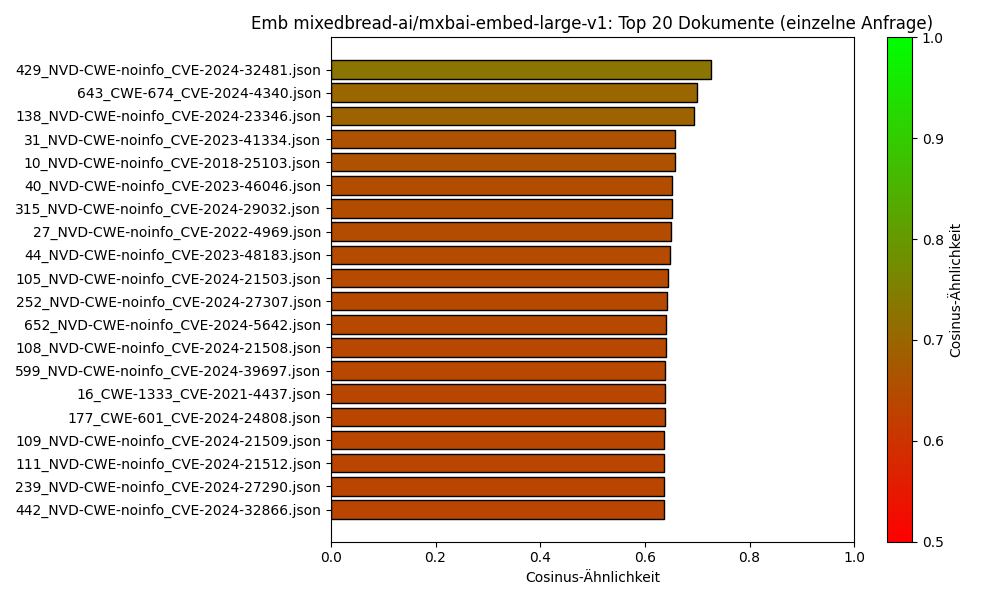 Emb mixedbread-ai/mxbai-embed-large-v1: Top 20 Dokumente (einzelne Anfrage)
429_NVD-CWE-noinfo_CVE-2024-32481.json
643_CWE-674_CVE-2024-4340.json
138_NVD-CWE-noinfo_CVE-2024-23346.json
31_NVD-CWE-noinfo_CVE-2023-41334.json
10_NVD-CWE-noinfo_CVE-2018-25103.json
40_NVD-CWE-noinfo_CVE-2023-46046.json
315_NVD-CWE-noinfo_CVE-2024-29032.json
27_NVD-CWE-noinfo_CVE-2022-4969.json
44_NVD-CWE-noinfo_CVE-2023-48183.json
105_NVD-CWE-noinfo_CVE-2024-21503.json
252_NVD-CWE-noinfo_CVE-2024-27307.json
652_NVD-CWE-noinfo_CVE-2024-5642.json
108_NVD-CWE-noinfo_CVE-2024-21508.json
599_NVD-CWE-noinfo_CVE-2024-39697.json
16_CWE-1333_CVE-2021-4437.json
177_CWE-601_CVE-2024-24808.json
109_NVD-CWE-noinfo_CVE-2024-21509.json
111_NVD-CWE-noinfo_CVE-2024-21512.json
239_NVD-CWE-noinfo_CVE-2024-27290.json
442_NVD-CWE-noinfo_CVE-2024-32866.json
0.0 0.2 0.4 0.6 0.8 1.0
Cosinus-Ähnlichkeit
1.0
0.9
0.8
0.7
0.6
0.5
Cosinus-Ähnlichkeit